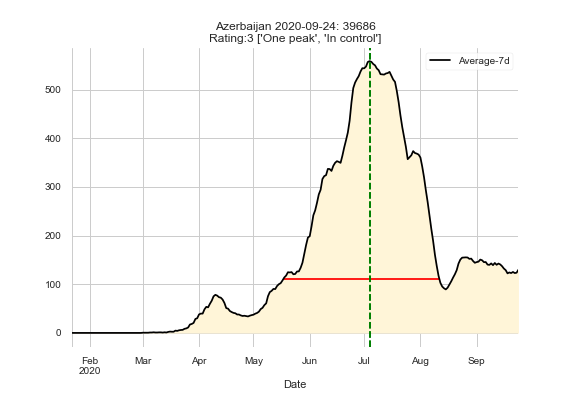 Azerbaijan 2020-09-24: 39686
Rating:3 ['One peak', 'In control']
Average-7d
500
400
300
200
100
0
Feb Mar Apr May Jun Jul Aug Sep
2020
Date